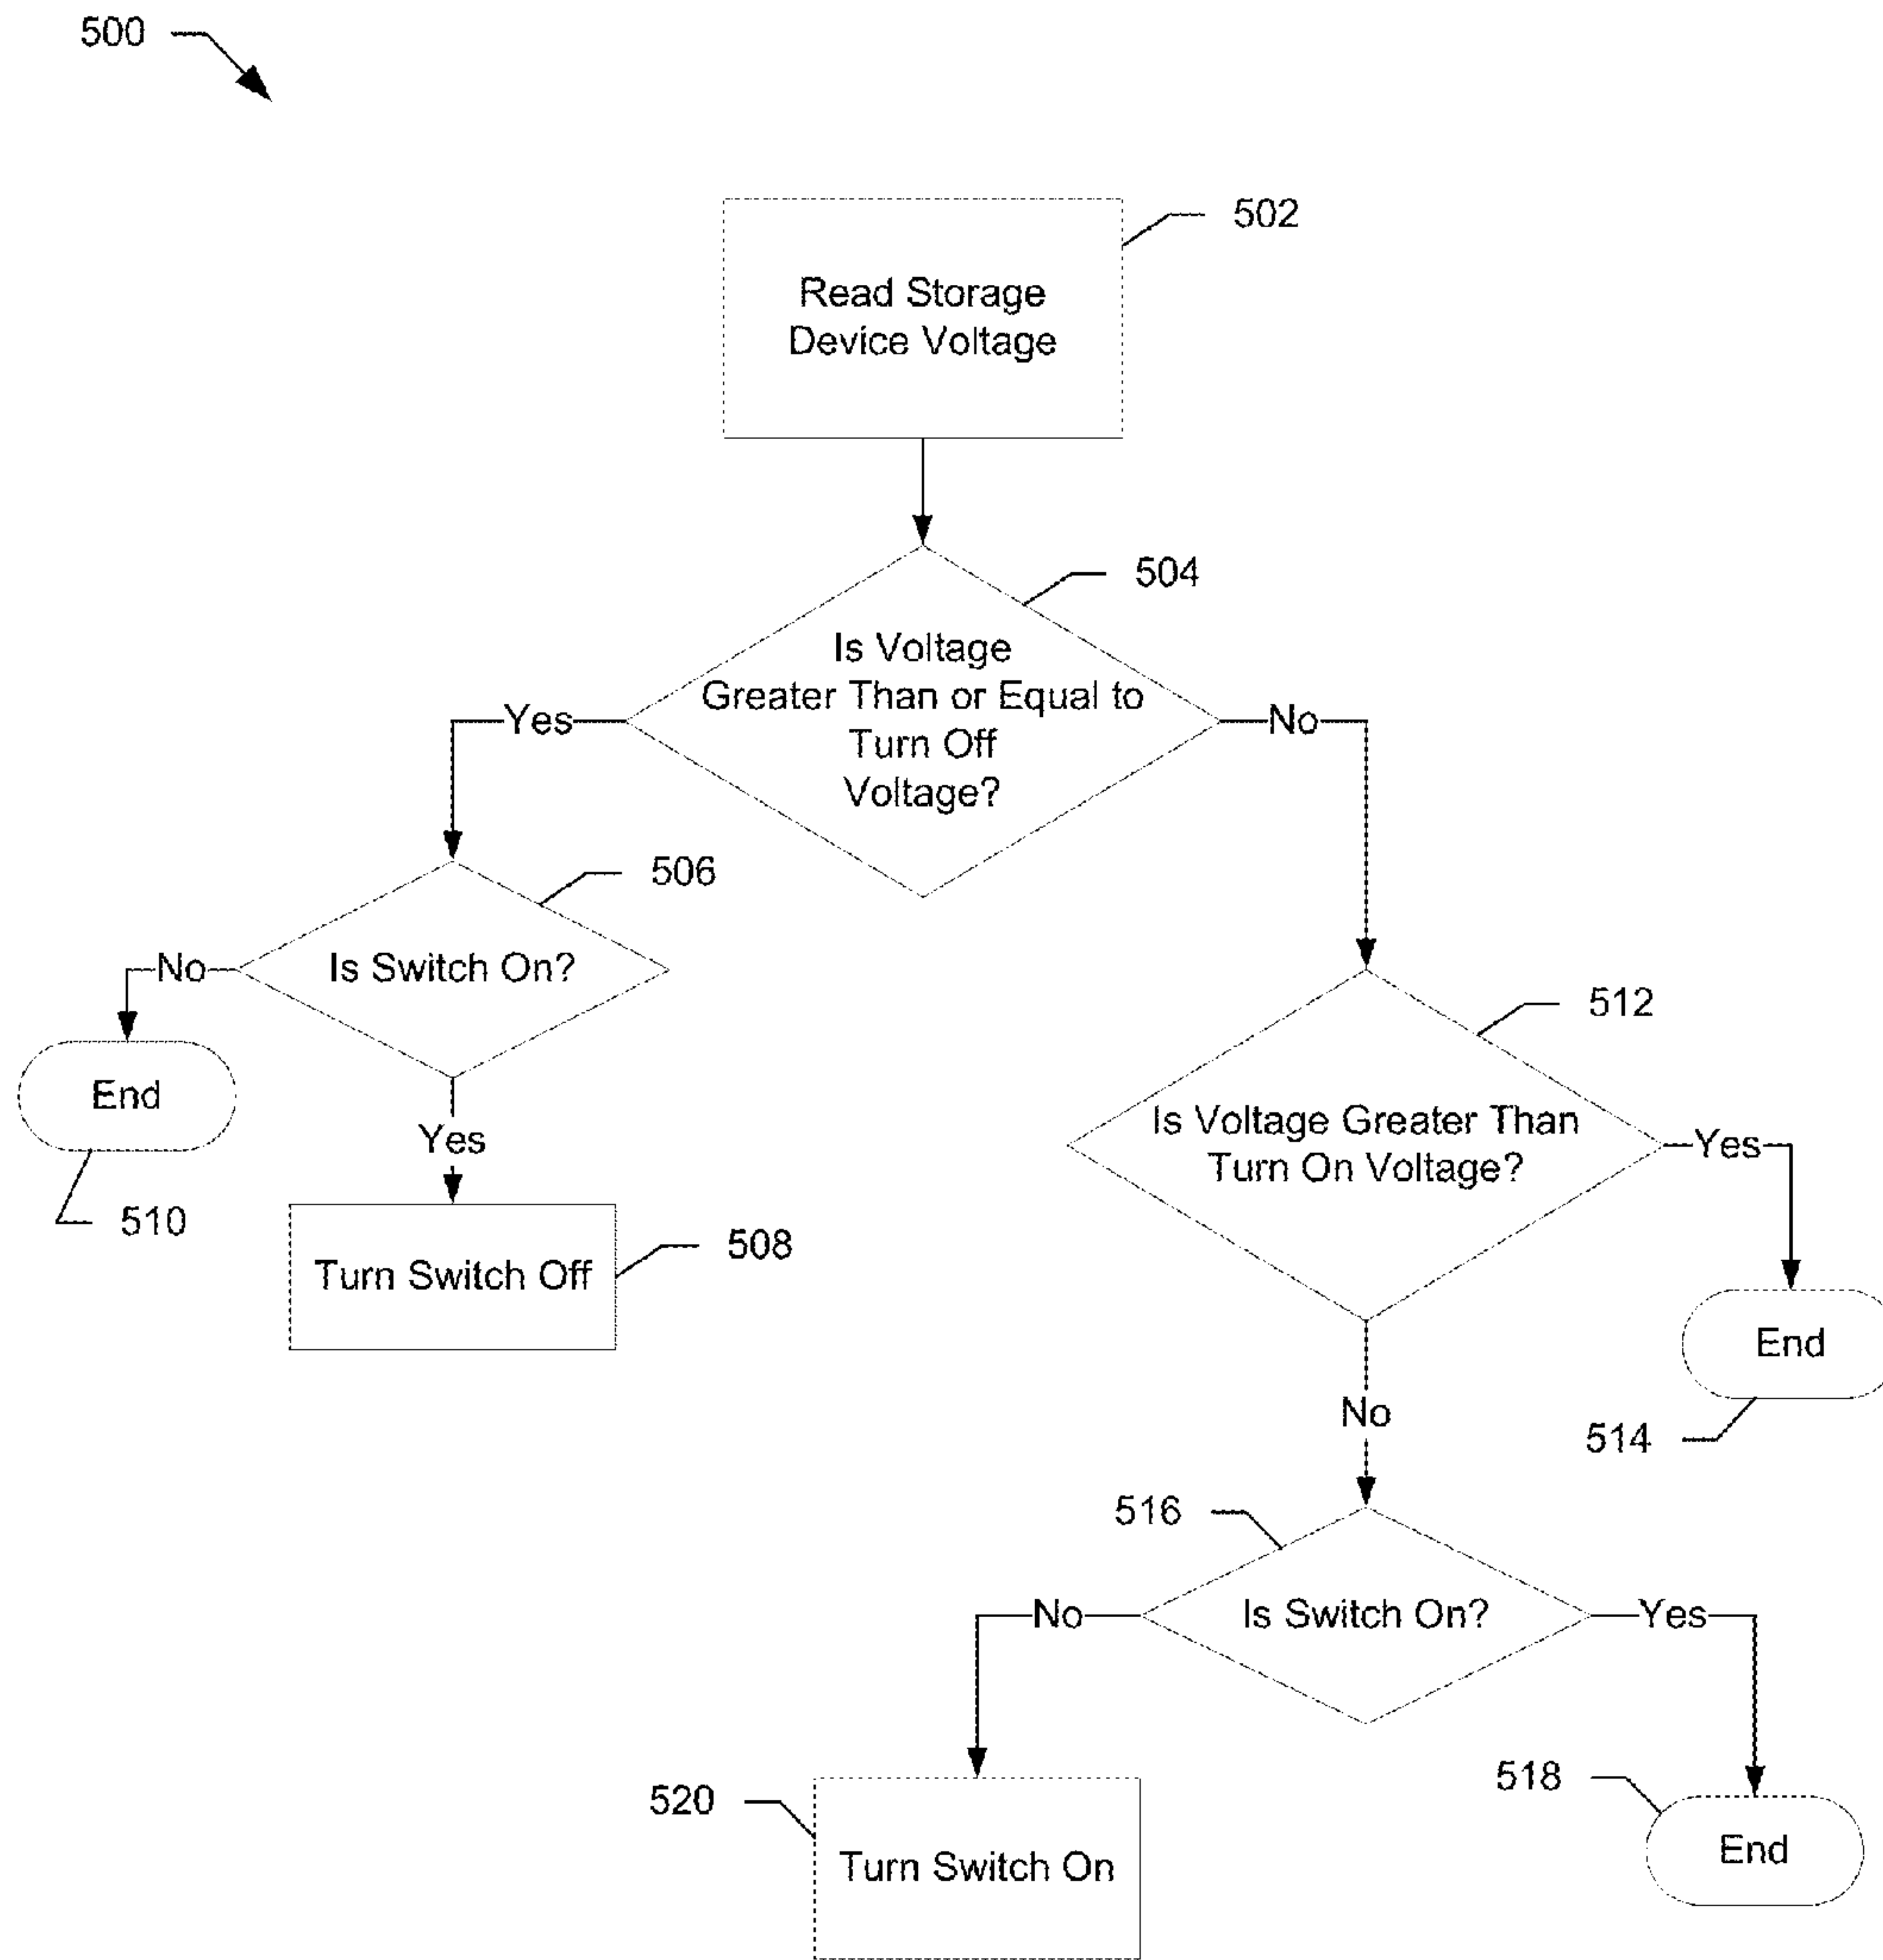 500
502
Read Storage
Device Voltage
504
Is Voltage
Greater Than or Equal to
Turn Off
Voltage?
Yes
No
506
Is Switch On?
No
512
End
Is Voltage Greater Than
Turn On Voltage?
Yes
Yes
510
508
Turn Switch Off
End
No
514
516
No
Is Switch On?
Yes
518
520
End
Turn Switch On